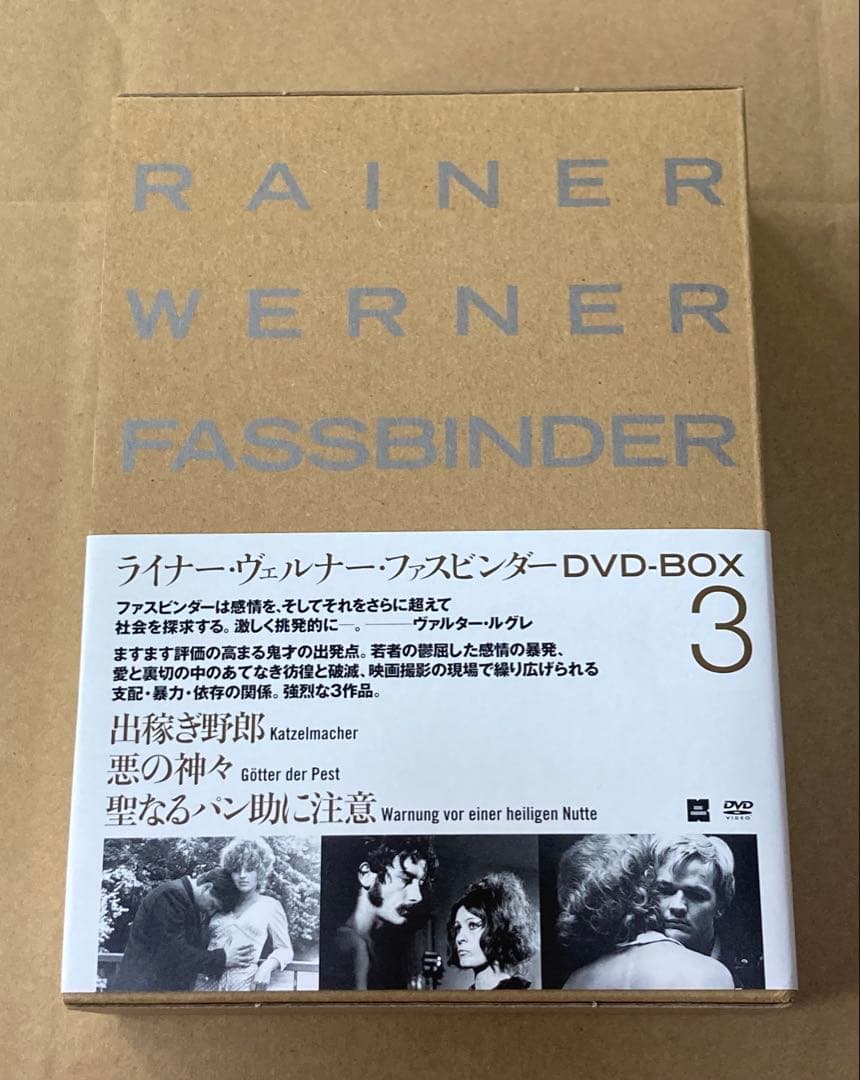 RAINER
WERNER
FASSBINDER
ライナー・ヴェルナー・ファスビンダーDVD-BOX
3
ファスビンダーは感情を、そしてそれをさらに超えて
社会を探求する。激しく挑発的に―。――ヴァルター・ルグレ
ますます評価の高まる鬼才の出発点。若者の鬱屈した感情の暴発、
愛と裏切の中のあてなき彷徨と破滅、映画撮影の現場で繰り広げられる
支配・暴力・依存の関係。強烈な3作品。
出稼ぎ野郎 Katzelmacher
悪の神々 Götter der Pest
聖なるパン助に注意 Warnung vor einer heiligen Nutte
DVD
VIDEO